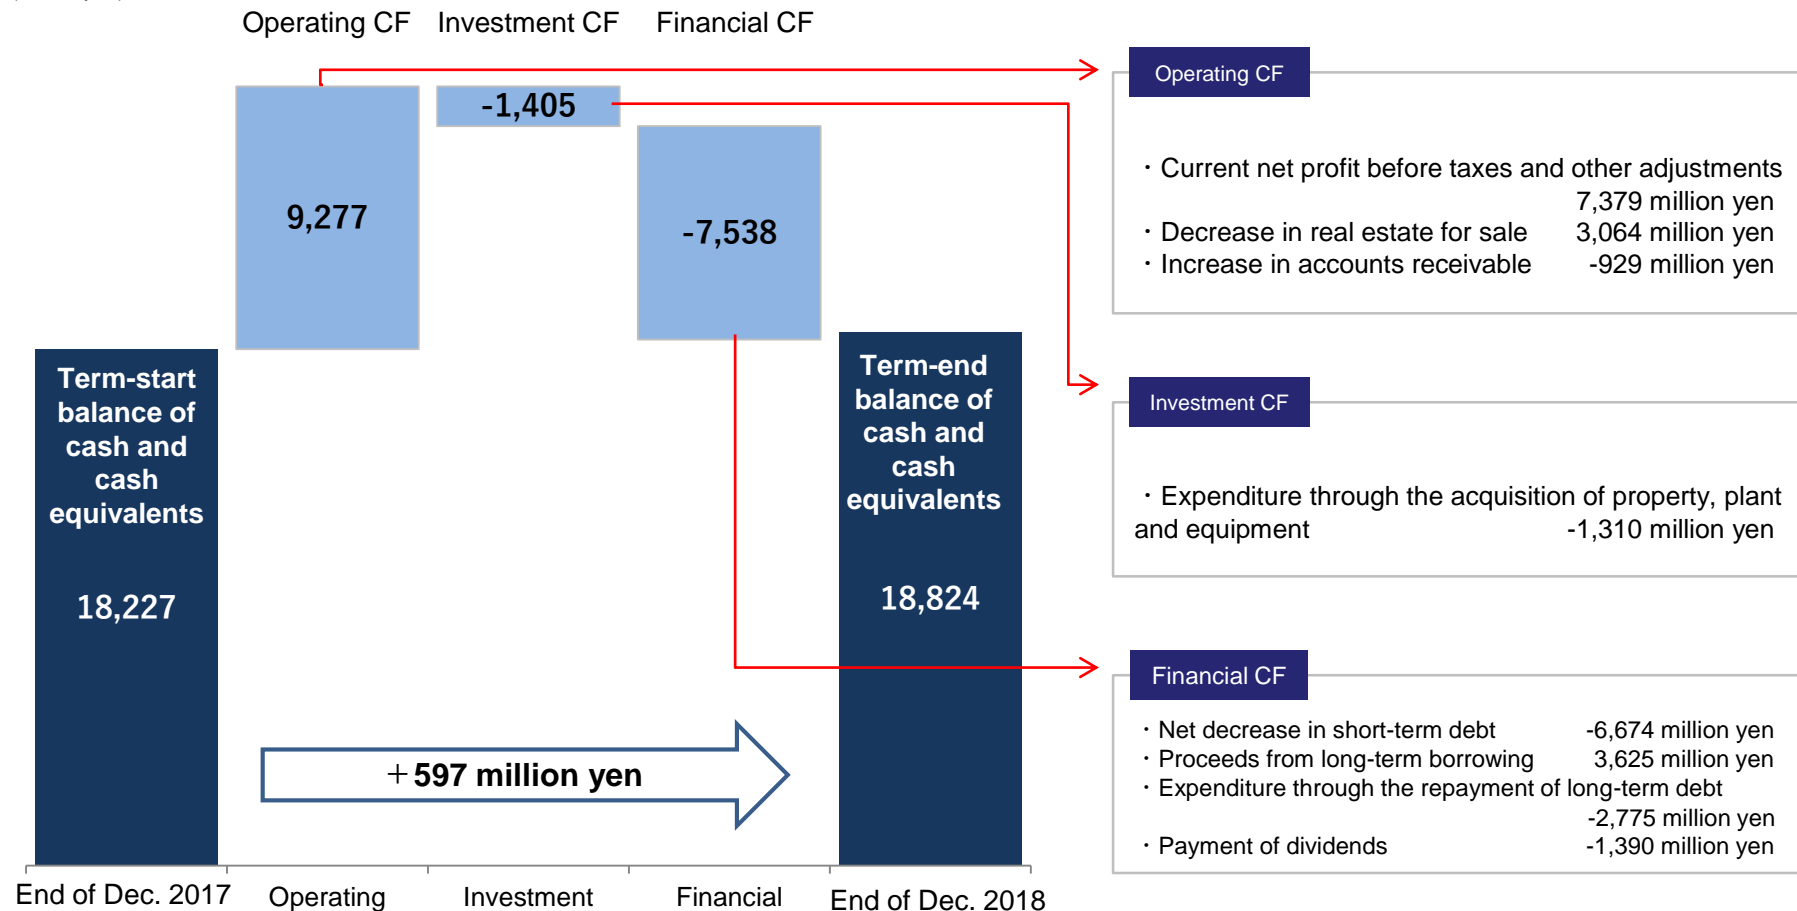 Operating CF Investment CF Financial CF
9,277
-1,405
-7,538
Term-start
balance of
cash and
cash
equivalents
18,227
Term-end
balance of
cash and
cash
equivalents
18,824
+597 million yen
End of Dec. 2017 Operating Investment Financial End of Dec. 2018
Operating CF
・Current net profit before taxes and other adjustments
7,379 million yen
・Decrease in real estate for sale 3,064 million yen
・Increase in accounts receivable -929 million yen
Investment CF
・Expenditure through the acquisition of property, plant
and equipment -1,310 million yen
Financial CF
・Net decrease in short-term debt -6,674 million yen
・Proceeds from long-term borrowing 3,625 million yen
・Expenditure through the repayment of long-term debt
-2,775 million yen
・Payment of dividends -1,390 million yen